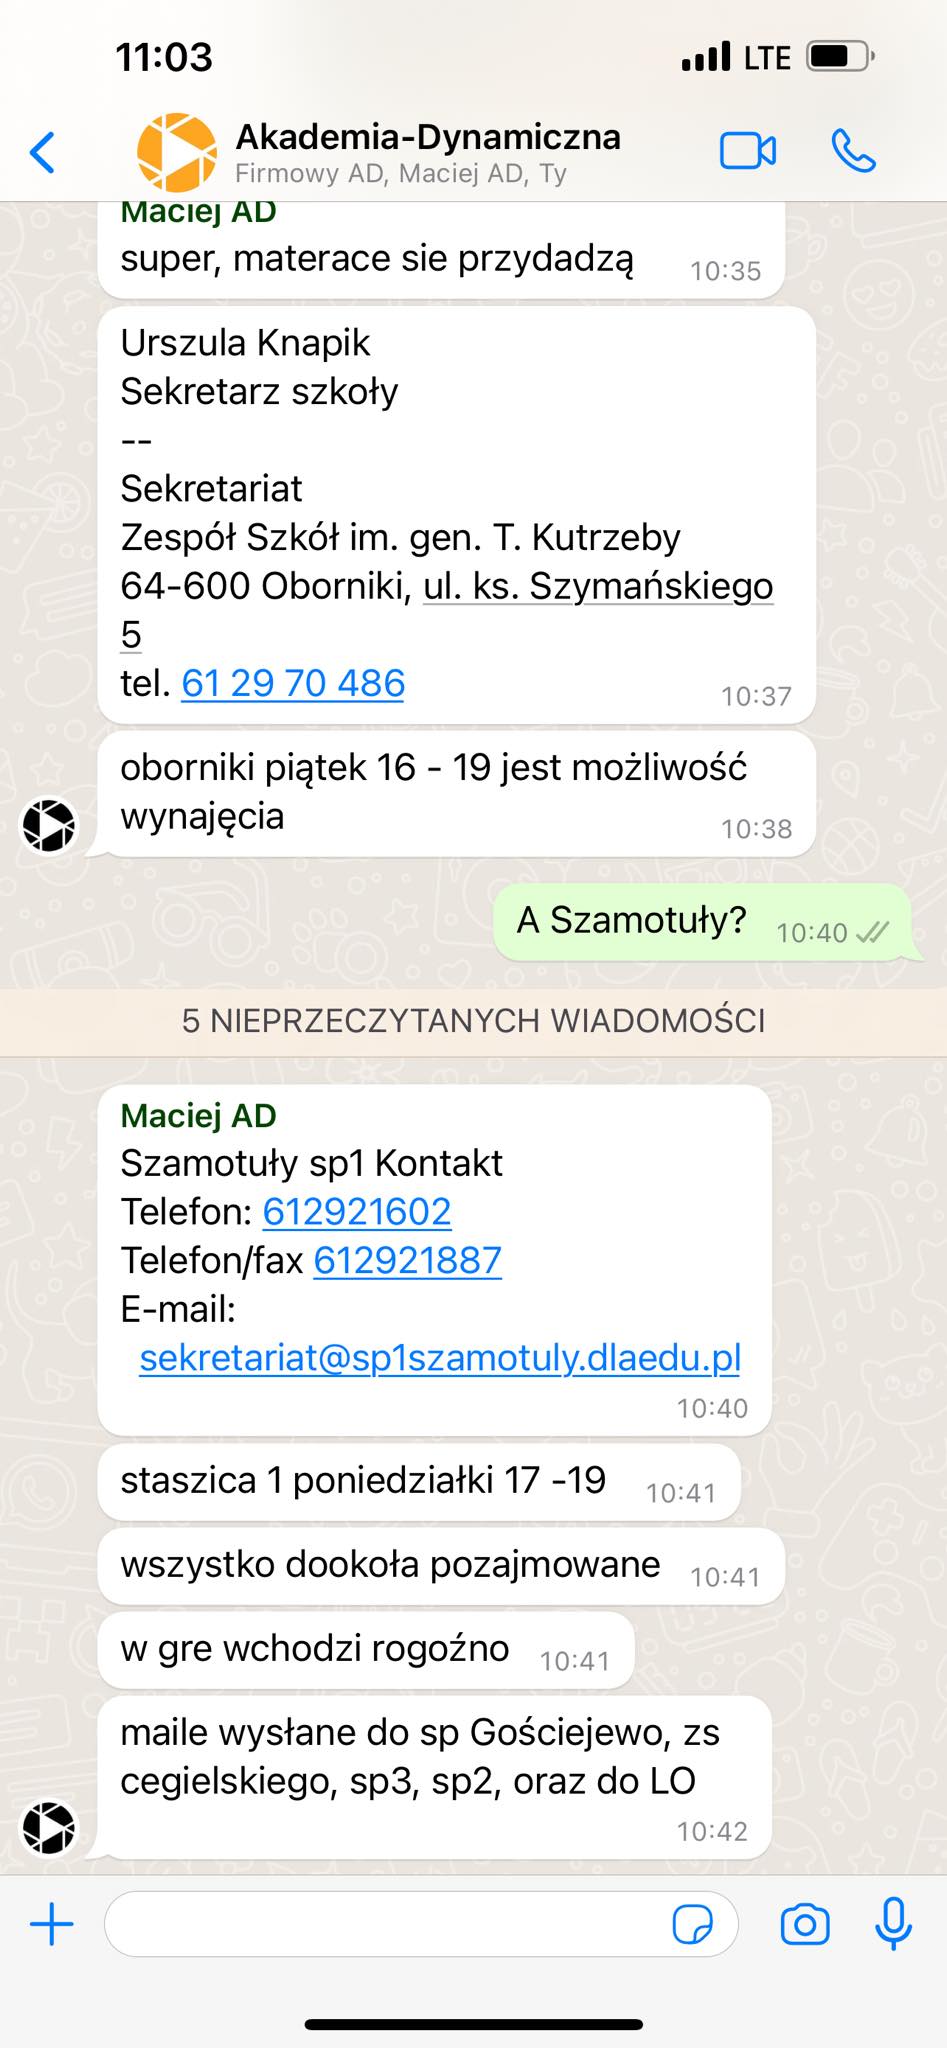 11:03
LTE
Akademia-Dynamiczna
Firmowy AD, Maciej AD, Ty
Maciej AD
super, materace sie przydadzą
10:35
Urszula Knapik
Sekretarz szkoły
--
Sekretariat
Zespół Szkół im. gen. T. Kutrzeby
64-600 Oborniki, ul. ks. Szymańskiego
5
tel. 61 29 70 486
10:37
oborniki piątek 16 - 19 jest możliwość
wynajęcia
10:38
A Szamotuły? 10:40
5 NIEPRZECZYTANYCH WIADOMOŚCI
Maciej AD
Szamotuły sp1 Kontakt
Telefon: 612921602
Telefon/fax 612921887
E-mail:
sekretariat@sp1szamotuly.dlaedu.pl
10:40
staszica 1 poniedziałki 17 -19 10:41
wszystko dookoła pozajmowane 10:41
w gre wchodzi rogoźno 10:41
maile wysłane do sp Gościejewo, zs
cegielskiego, sp3, sp2, oraz do LO
10:42